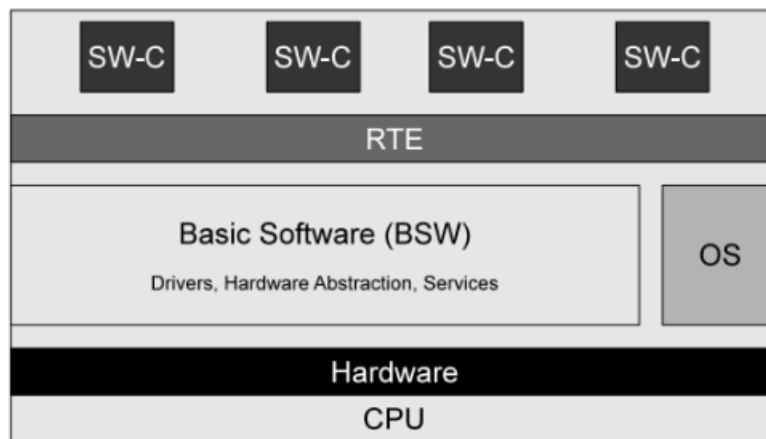 SW-C SW-C SW-C SW-C
RTE
Basic Software (BSW)
Drivers, Hardware Abstraction, Services
OS
Hardware
CPU